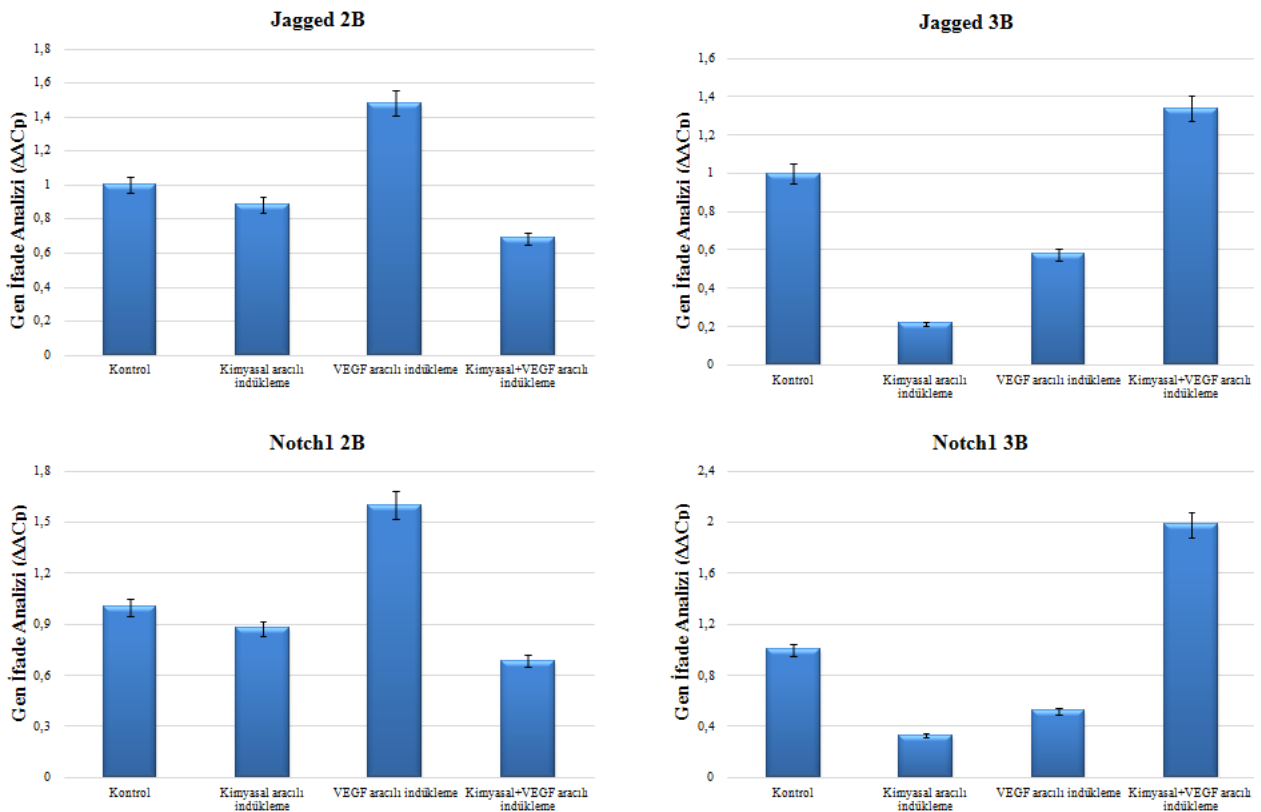 Jagged 2B
Gen İfade Analizi (ΔΔCp)
1,8
1,6
1,4
1,2
1
0,8
0,6
0,4
0,2
0
Kontrol
Kimyasal aracılı
indükleme
VEGF aracılı indükleme
Kimyasal+VEGF aracılı
indükleme
Jagged 3B
Gen İfade Analizi (ΔΔCp)
1,6
1,4
1,2
1
0,8
0,6
0,4
0,2
0
Kontrol
Kimyasal aracılı
indükleme
VEGF aracılı indükleme
Kimyasal+VEGF aracılı
indükleme
Notch1 2B
Gen İfade Analizi (ΔΔCp)
1,8
1,5
1,2
0,9
0,6
0,3
0
Kontrol
Kimyasal aracılı
indükleme
VEGF aracılı indükleme
Kimyasal+VEGF aracılı
indükleme
Notch1 3B
Gen İfade Analizi (ΔΔCp)
2,4
2
1,6
1,2
0,8
0,4
0
Kontrol
Kimyasal aracılı
indükleme
VEGF aracılı indükleme
Kimyasal+VEGF aracılı
indükleme